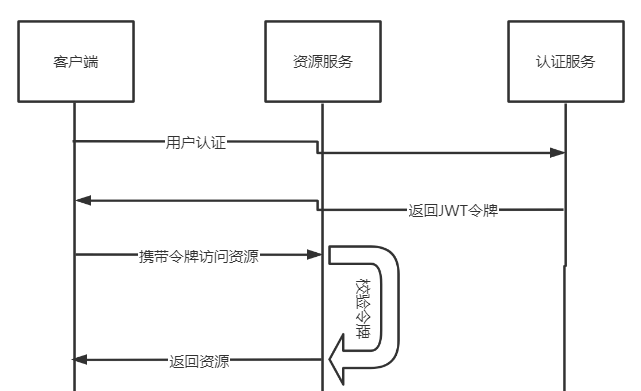 客户端
资源服务
认证服务
用户认证
返回JWT令牌
携带令牌访问资源
校验令牌
返回资源